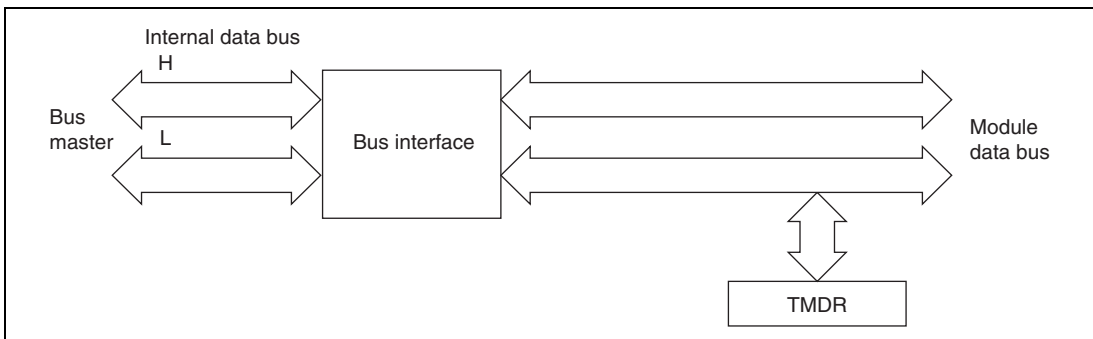 Internal data bus
H
Bus
master
L
Bus interface
Module
data bus
TMDR